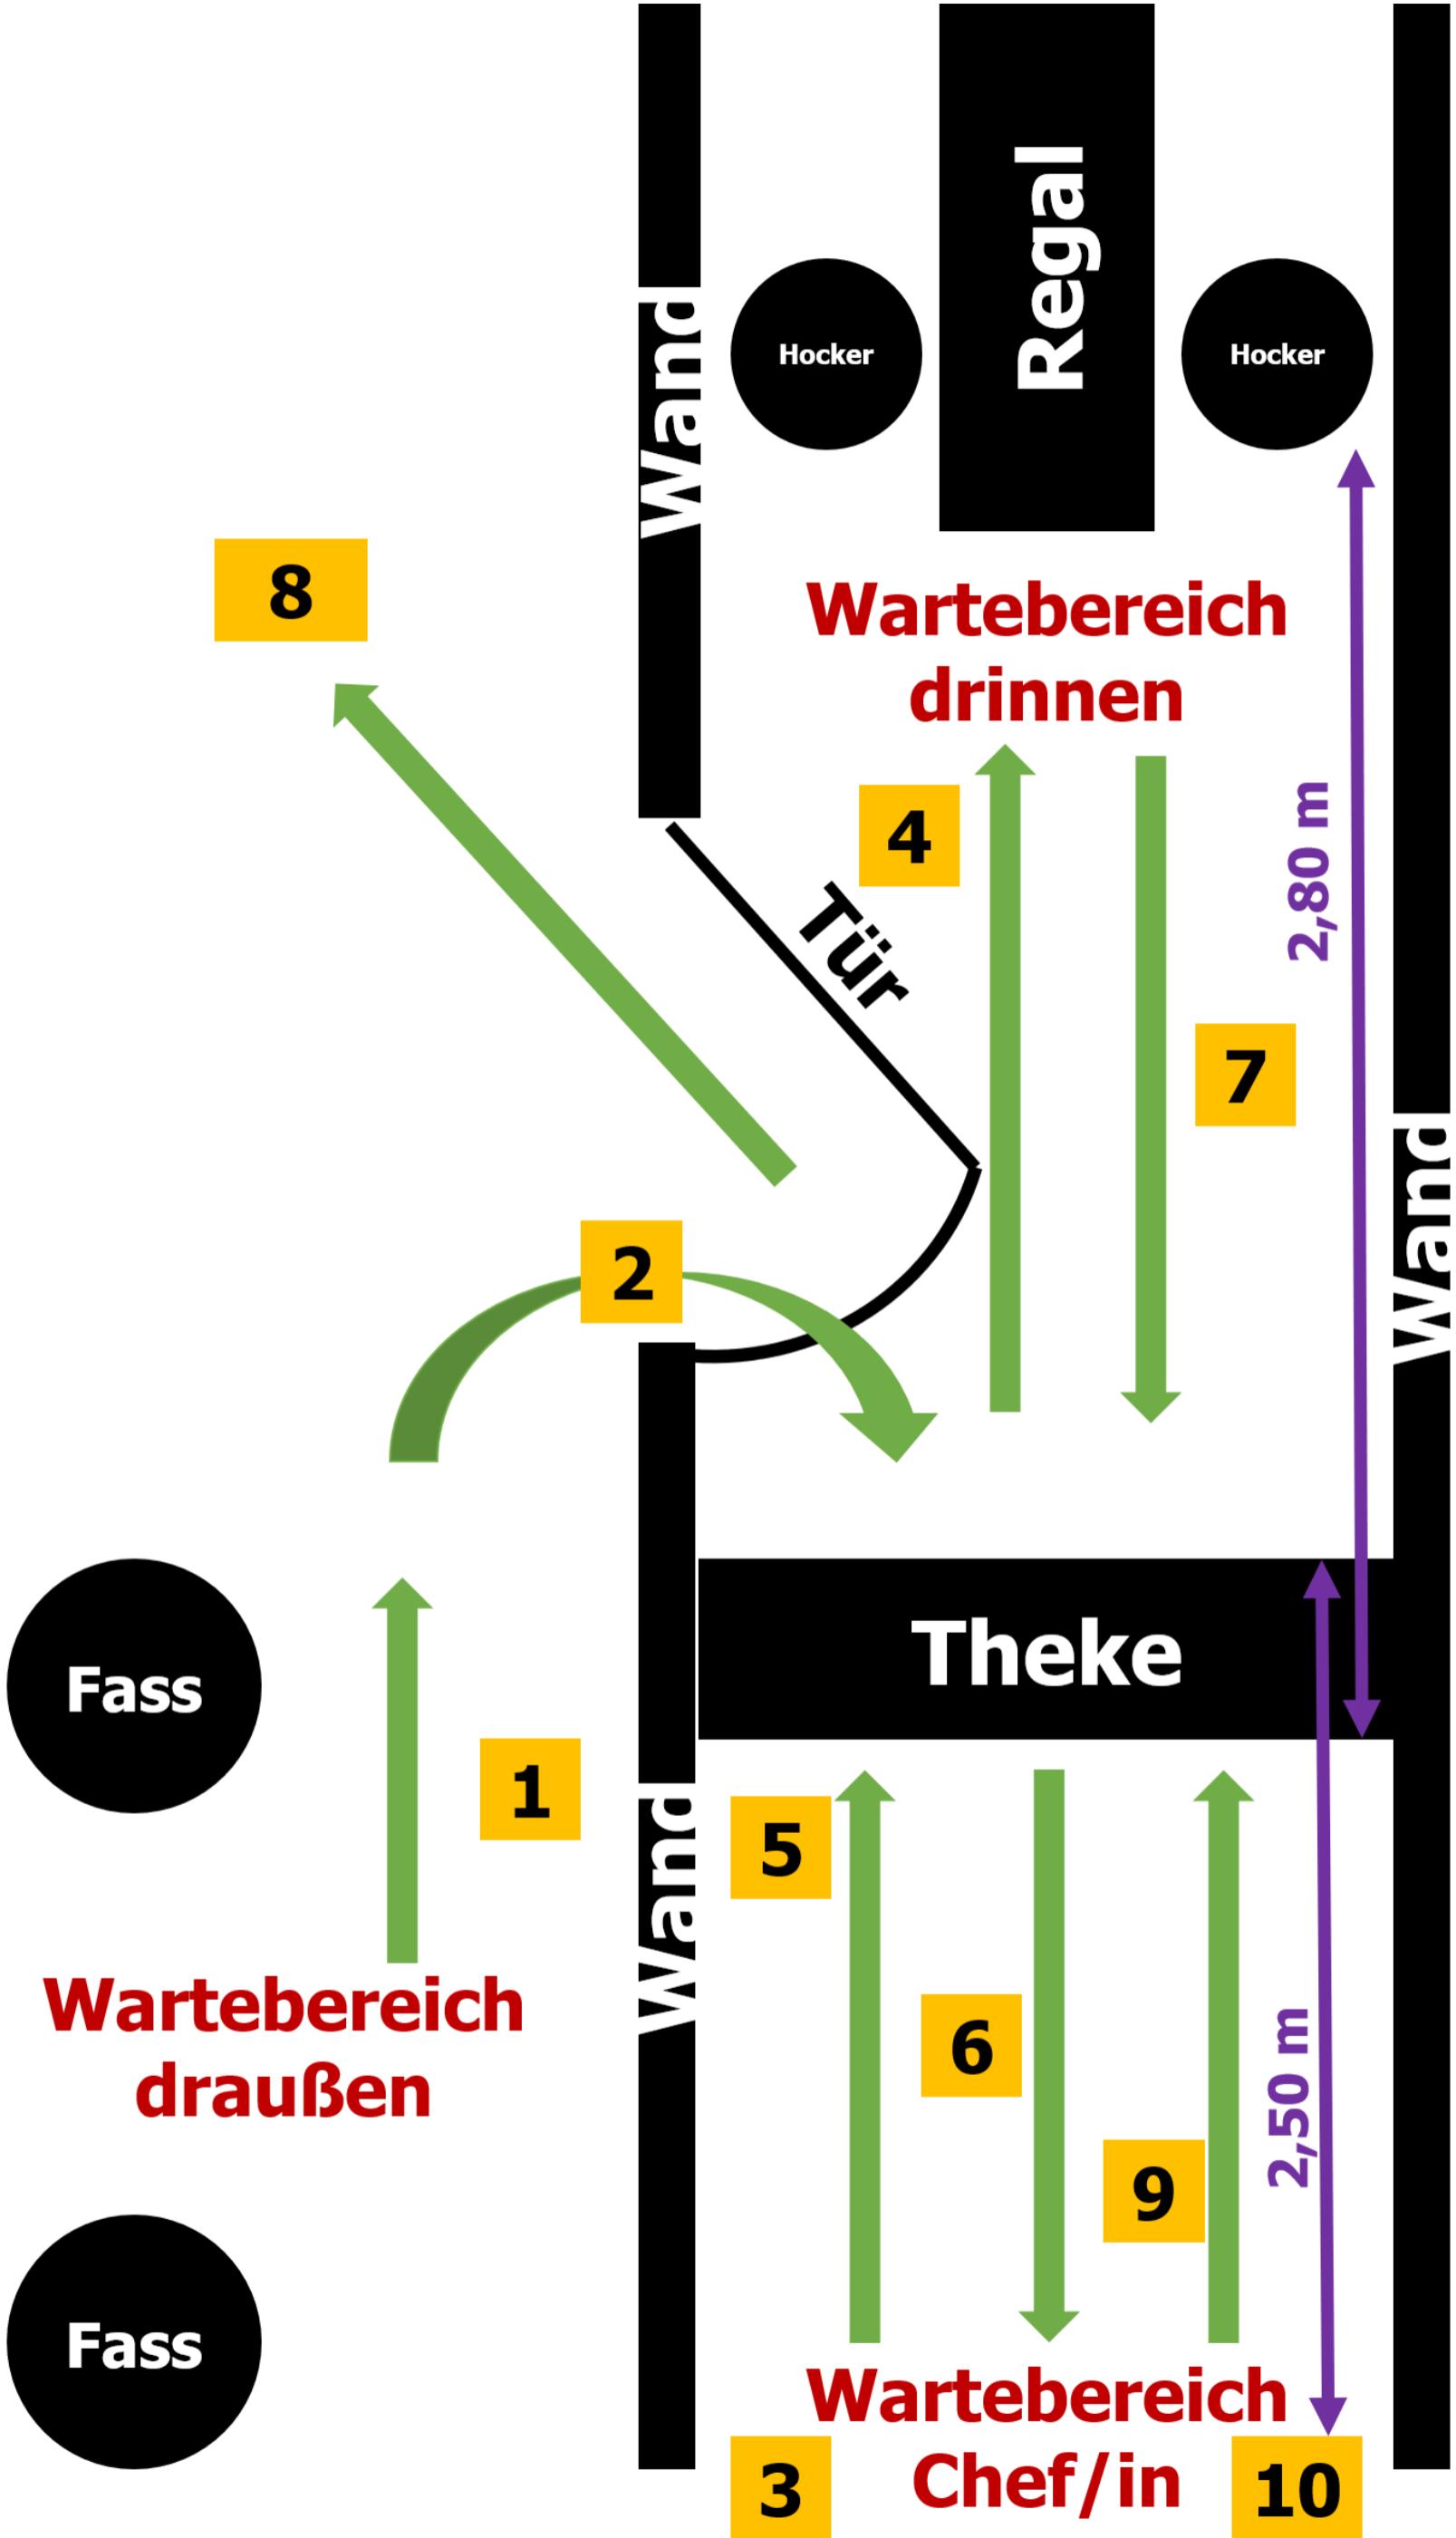 Wand
Regal
Hocker
Hocker
8
Wartebereich
drinnen
4
Tür
2,80 m
7
Wand
2
Theke
Fass
1
5
Wand
Wartebereich
draußen
6
2,50 m
9
Fass
Wartebereich
Chef/in
3
10